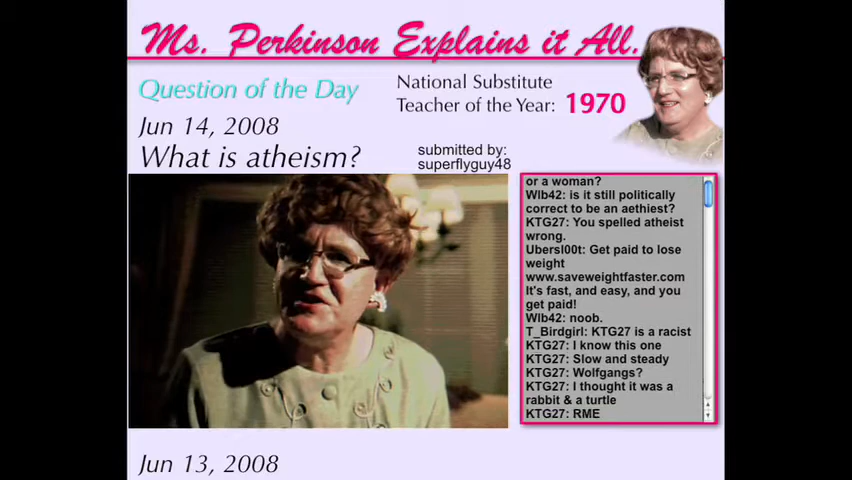 Ms. Perkinson Explains it All.
Question of the Day
National Substitute
Teacher of the Year: 1970
Jun 14, 2008
What is atheism?
submitted by:
superflyguy48
or a woman?
Wlb42: is it still politically
correct to be an aethiest?
KTG27: You spelled atheist
wrong.
Ubersl00t: Get paid to lose
weight
www.saveweightfaster.com
It's fast, and easy, and you
get paid!
Wlb42: noob.
T_Birdgirl: KTG27 is a racist
KTG27: I know this one
KTG27: Slow and steady
KTG27: Wolfgangs?
KTG27: I thought it was a
rabbit & a turtle
KTG27: RME
Jun 13, 2008